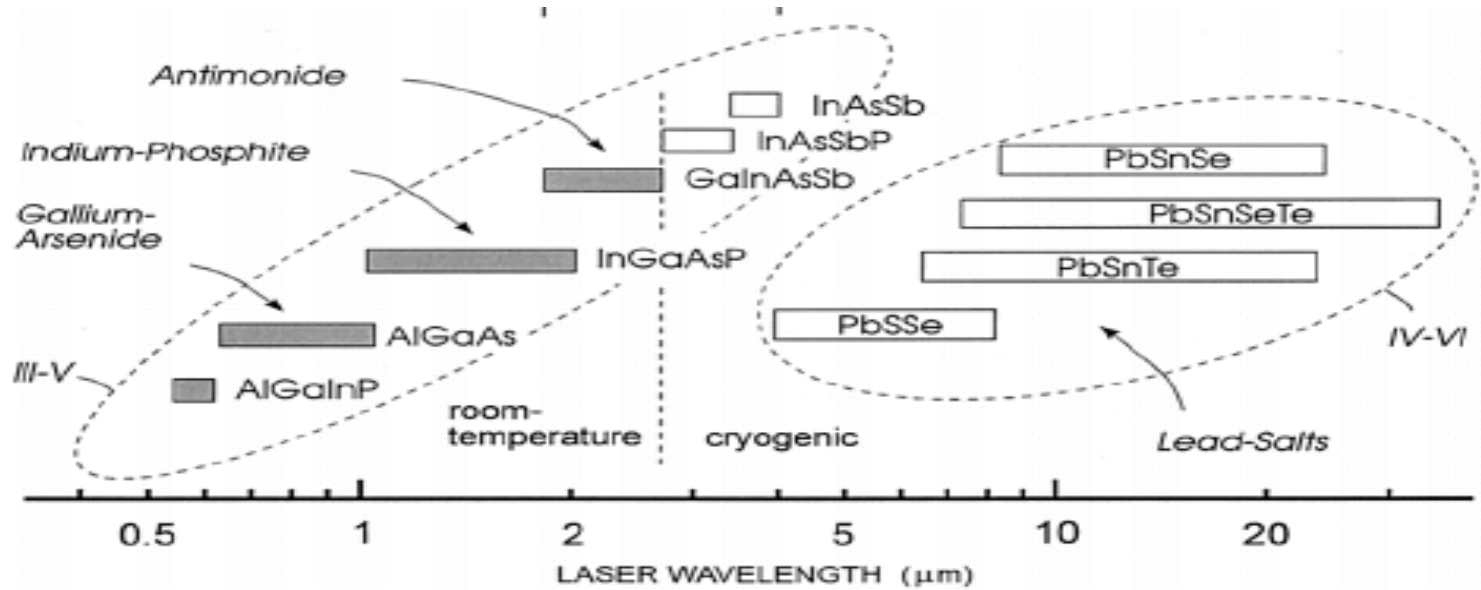 Antimonide
InAsSb
InAsSbP
PbSnSe
Indium-Phosphite
GaInAsSb
PbSnSeTe
Gallium-
Arsenide
InGaAsP
PbSnTe
PbSSe
AlGaAs
IV-VI
III-V
AlGaInP
room-
temperature
cryogenic
Lead-Salts
0.5 1 2 5 10 20
LASER WAVELENGTH (μm)